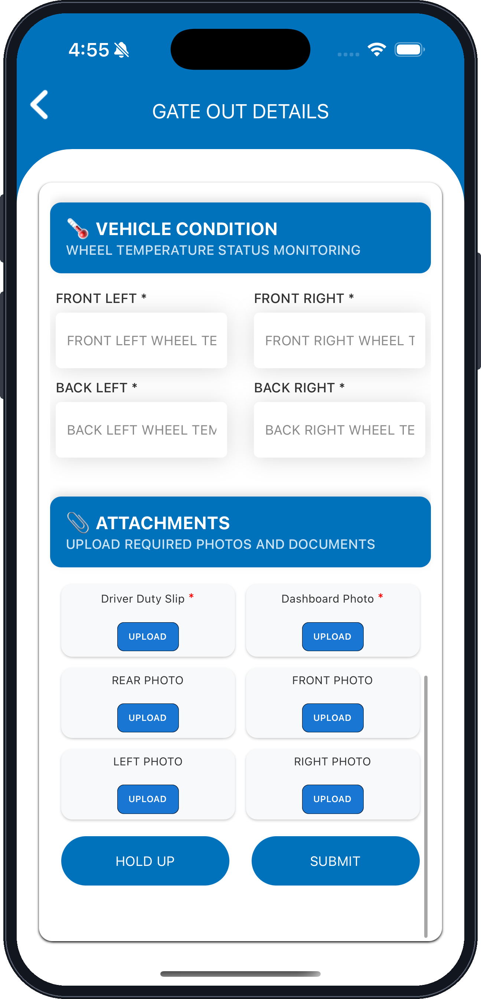 4:55
GATE OUT DETAILS
VEHICLE CONDITION
WHEEL TEMPERATURE STATUS MONITORING
FRONT LEFT * FRONT RIGHT *
FRONT LEFT WHEEL TE FRONT RIGHT WHEEL T
BACK LEFT * BACK RIGHT *
BACK LEFT WHEEL TEM BACK RIGHT WHEEL TE
ATTACHMENTS
UPLOAD REQUIRED PHOTOS AND DOCUMENTS
Driver Duty Slip * Dashboard Photo *
UPLOAD UPLOAD
REAR PHOTO FRONT PHOTO
UPLOAD UPLOAD
LEFT PHOTO RIGHT PHOTO
UPLOAD UPLOAD
HOLD UP SUBMIT